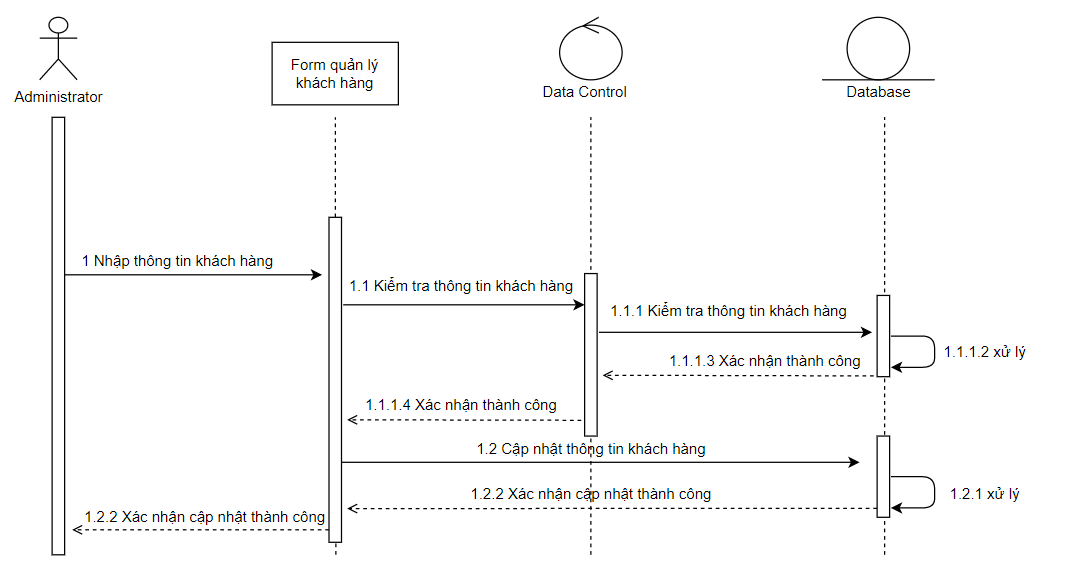 Administrator
Form quản lý
khách hàng
Data Control
Database
1 Nhập thông tin khách hàng
1.1 Kiểm tra thông tin khách hàng
1.1.1 Kiểm tra thông tin khách hàng
1.1.1.2 xử lý
1.1.1.3 Xác nhận thành công
1.1.1.4 Xác nhận thành công
1.2 Cập nhật thông tin khách hàng
1.2.1 xử lý
1.2.2 Xác nhận cập nhật thành công
1.2.2 Xác nhận cập nhật thành công